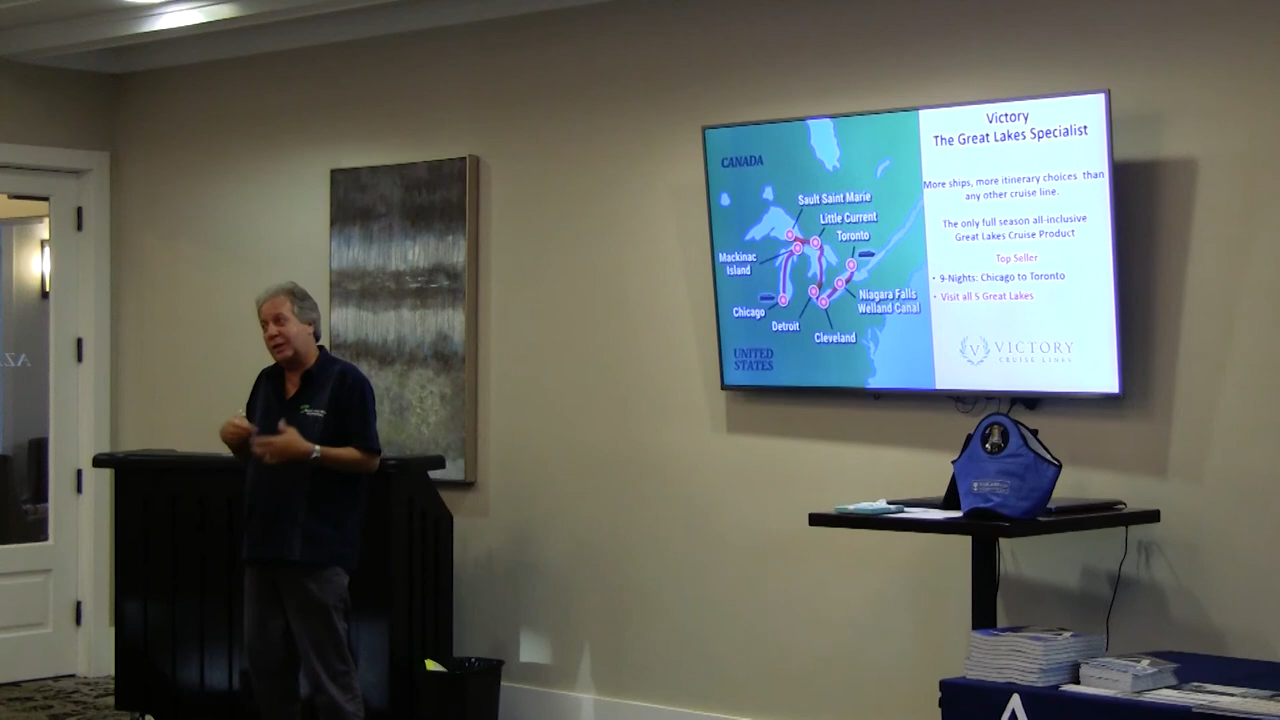 Victory
The Great Lakes Specialist
More ships, more itinerary choices than
any other cruise line.
The only full season all-inclusive
Great Lakes Cruise Product
Top Seller
• 9-Nights: Chicago to Toronto
• Visit all 5 Great Lakes
VICTORY
CRUISE LINES
V
CANADA
Sault Saint Marie
Little Current
Toronto
Mackinac
Island
Niagara Falls
Welland Canal
Chicago
Detroit
Cleveland
UNITED
STATES
AZ
A